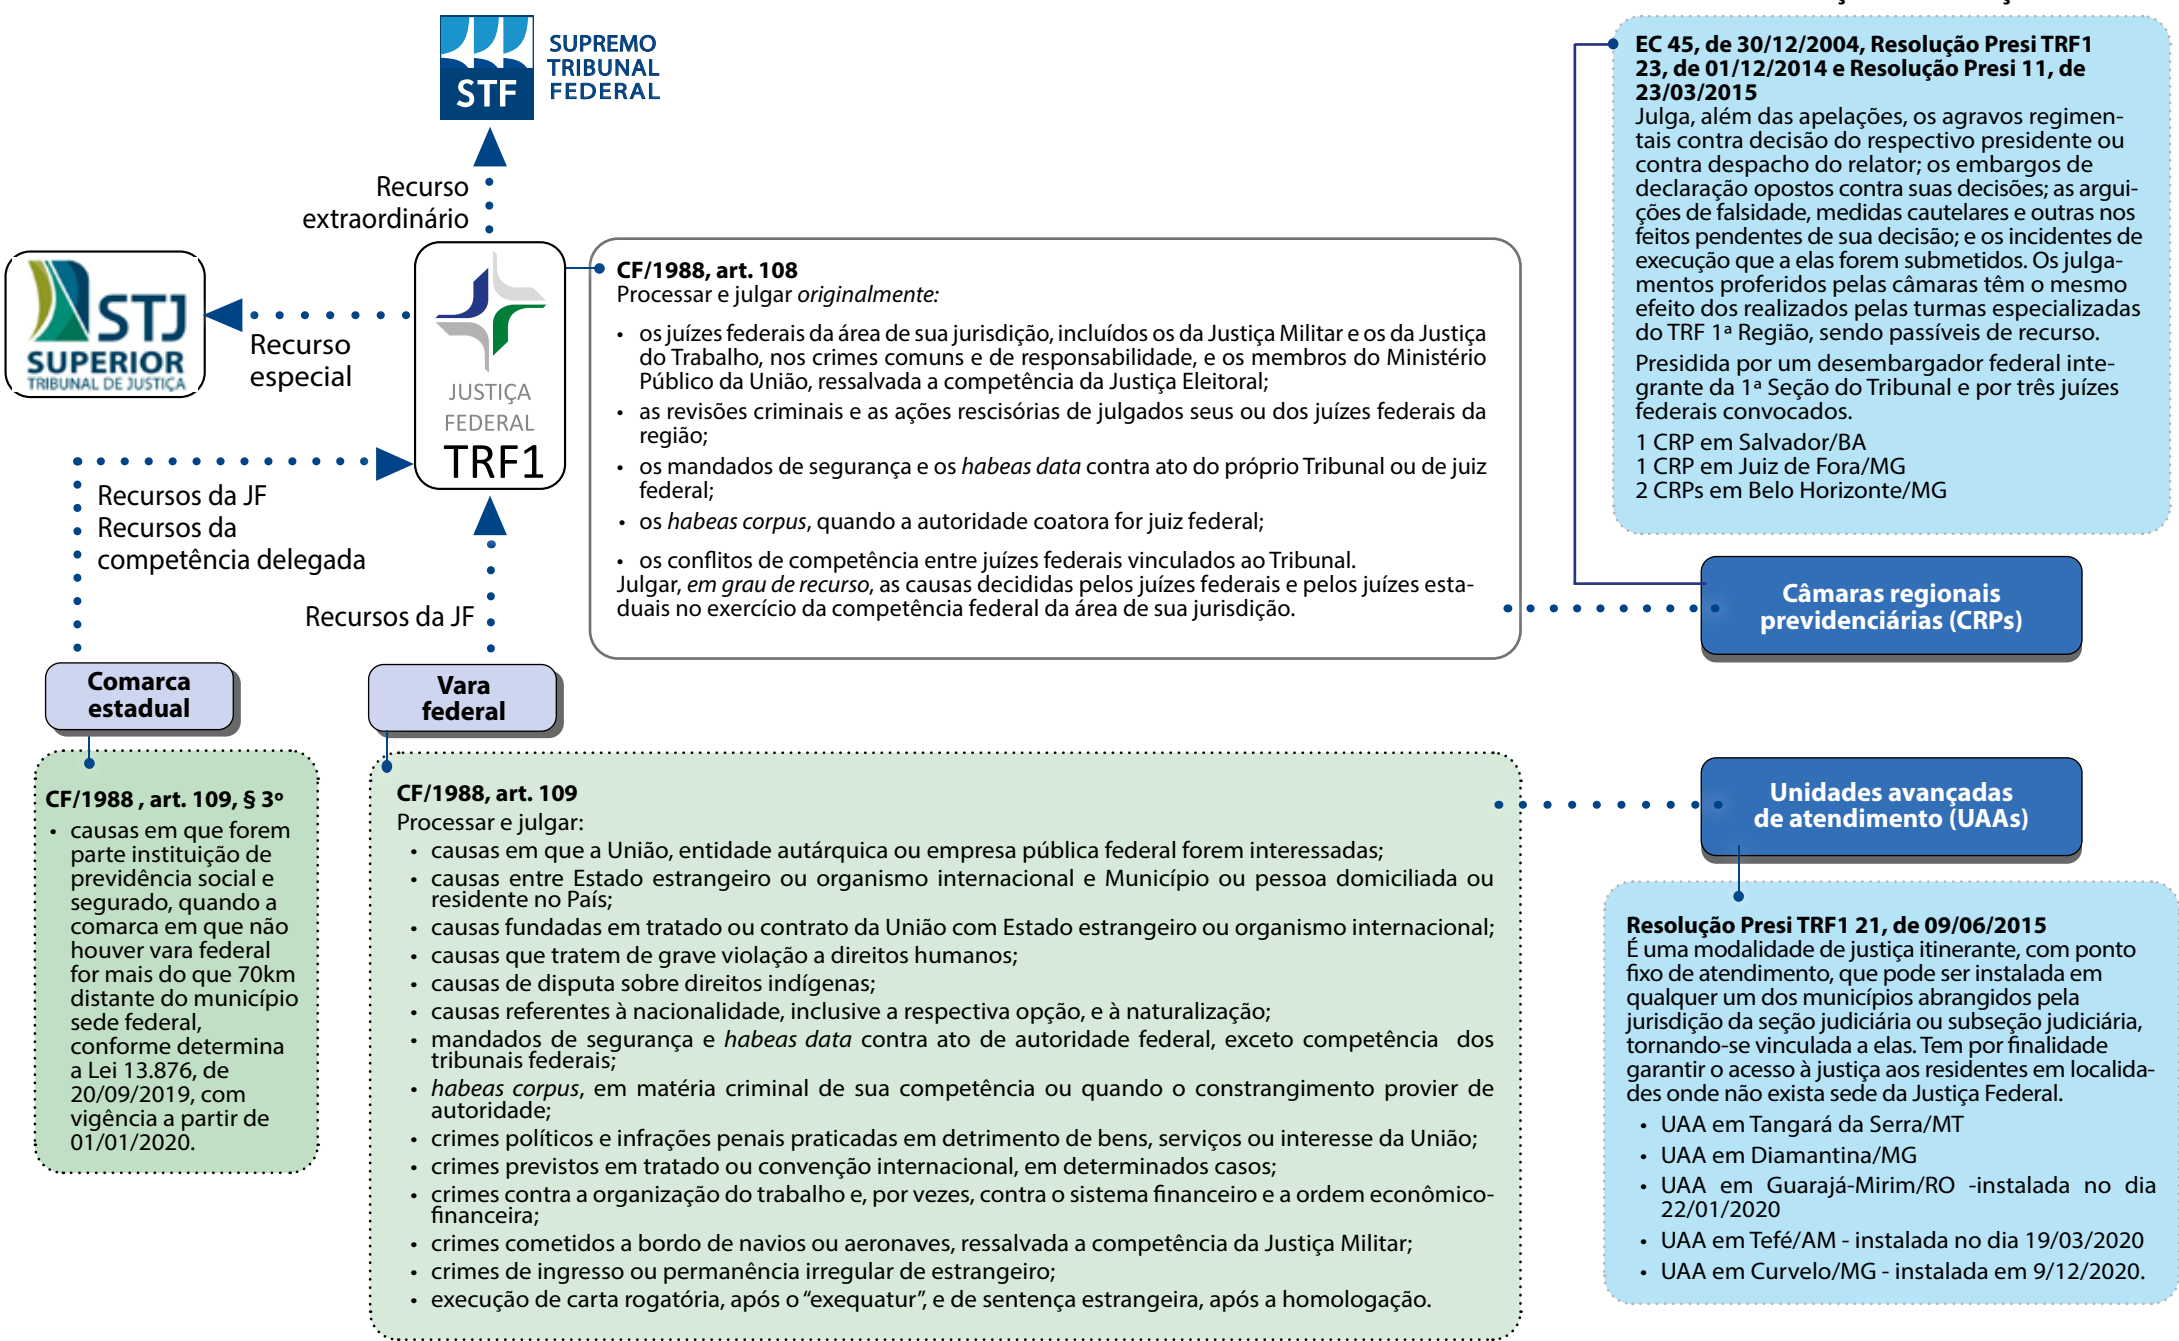 STF
SUPREMO
TRIBUNAL
FEDERAL
Recurso
extraordinário
STJ
SUPERIOR
TRIBUNAL DE JUSTIÇA
Recurso
especial
JUSTIÇA
FEDERAL
TRF1
Recursos da JF
Recursos da
competência delegada
Recursos da JF
CF/1988, art. 108
Processar e julgar originalmente:
• os juízes federais da área de sua jurisdição, incluídos os da Justiça Militar e os da Justiça
do Trabalho, nos crimes comuns e de responsabilidade, e os membros do Ministério
Público da União, ressalvada a competência da Justiça Eleitoral;
• as revisões criminais e as ações rescisórias de julgados seus ou dos juízes federais da
região;
• os mandados de segurança e os habeas data contra ato do próprio Tribunal ou de juiz
federal;
• os habeas corpus, quando a autoridade coatora for juiz federal;
• os conflitos de competência entre juízes federais vinculados ao Tribunal.
Julgar, em grau de recurso, as causas decididas pelos juízes federais e pelos juízes esta-
duais no exercício da competência federal da área de sua jurisdição.
EC 45, de 30/12/2004, Resolução Presi TRF1
23, de 01/12/2014 e Resolução Presi 11, de
23/03/2015
Julga, além das apelações, os agravos regimen-
tais contra decisão do respectivo presidente ou
contra despacho do relator; os embargos de
declaração opostos contra suas decisões; as argui-
ções de falsidade, medidas cautelares e outras nos
feitos pendentes de sua decisão; e os incidentes de
execução que a elas forem submetidos. Os julga-
mentos proferidos pelas câmaras têm o mesmo
efeito dos realizados pelas turmas especializadas
do TRF 1ª Região, sendo passíveis de recurso.
Presidida por um desembargador federal inte-
grante da 1ª Seção do Tribunal e por três juízes
federais convocados.
1 CRP em Salvador/BA
1 CRP em Juiz de Fora/MG
2 CRPs em Belo Horizonte/MG
Câmaras regionais
previdenciárias (CRPs)
Comarca
estadual
Vara
federal
CF/1988 , art. 109, § 3º
• causas em que forem
parte instituição de
previdência social e
segurado, quando a
comarca em que não
houver vara federal
for mais do que 70km
distante do município
sede federal,
conforme determina
a Lei 13.876, de
20/09/2019, com
vigência a partir de
01/01/2020.
CF/1988, art. 109
Processar e julgar:
• causas em que a União, entidade autárquica ou empresa pública federal forem interessadas;
• causas entre Estado estrangeiro ou organismo internacional e Município ou pessoa domiciliada ou
residente no País;
• causas fundadas em tratado ou contrato da União com Estado estrangeiro ou organismo internacional;
• causas que tratem de grave violação a direitos humanos;
• causas de disputa sobre direitos indígenas;
• causas referentes à nacionalidade, inclusive a respectiva opção, e à naturalização;
• mandados de segurança e habeas data contra ato de autoridade federal, exceto competência dos
tribunais federais;
• habeas corpus, em matéria criminal de sua competência ou quando o constrangimento provier de
autoridade;
• crimes políticos e infrações penais praticadas em detrimento de bens, serviços ou interesse da União;
• crimes previstos em tratado ou convenção internacional, em determinados casos;
• crimes contra a organização do trabalho e, por vezes, contra o sistema financeiro e a ordem econômico-
financeira;
• crimes cometidos a bordo de navios ou aeronaves, ressalvada a competência da Justiça Militar;
• crimes de ingresso ou permanência irregular de estrangeiro;
• execução de carta rogatória, após o “exequatur”, e de sentença estrangeira, após a homologação.
Unidades avançadas
de atendimento (UAAs)
Resolução Presi TRF1 21, de 09/06/2015
É uma modalidade de justiça itinerante, com ponto
fixo de atendimento, que pode ser instalada em
qualquer um dos municípios abrangidos pela
jurisdição da seção judiciária ou subseção judiciária,
tornando-se vinculada a elas. Tem por finalidade
garantir o acesso à justiça aos residentes em localida-
des onde não exista sede da Justiça Federal.
• UAA em Tangará da Serra/MT
• UAA em Diamantina/MG
• UAA em Guarajá-Mirim/RO -instalada no dia
22/01/2020
• UAA em Tefé/AM - instalada no dia 19/03/2020
• UAA em Curvelo/MG - instalada em 9/12/2020.